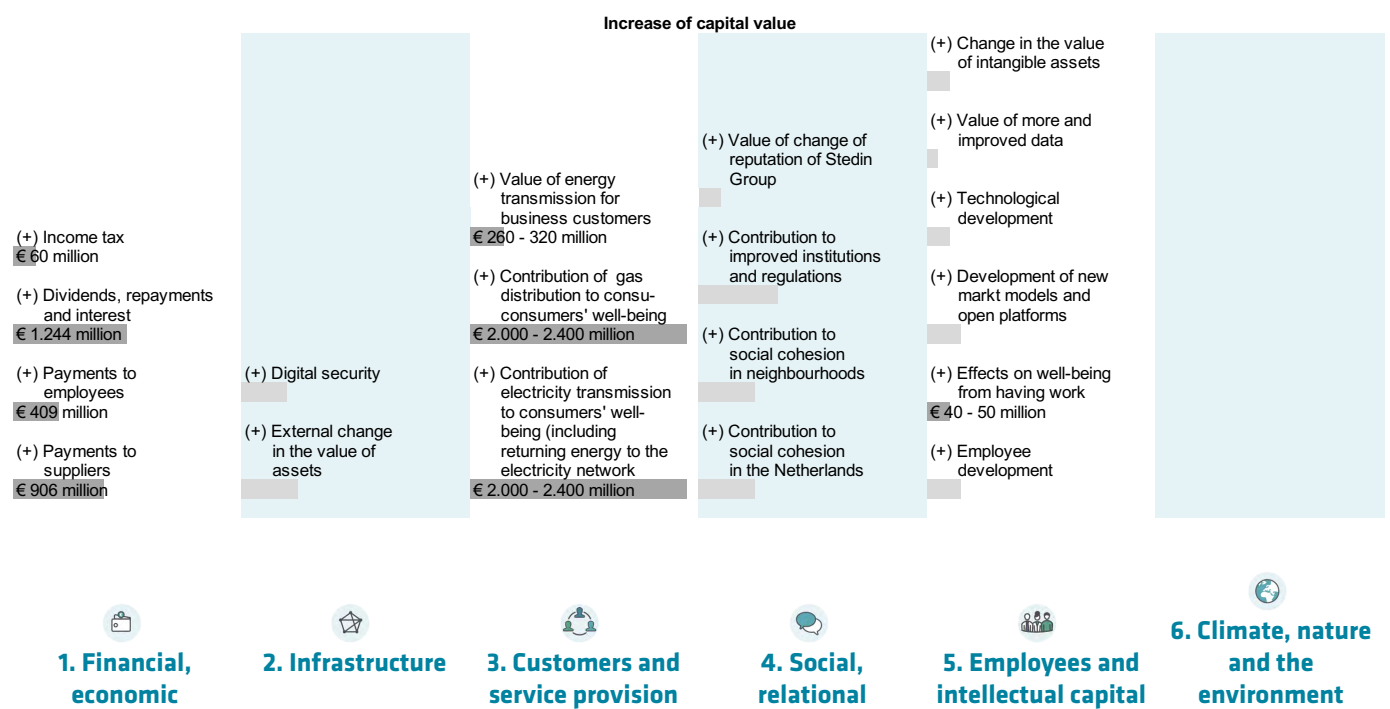 Increase of capital value
(+) Income tax
€ 60 million
(+) Dividends, repayments
and interest
€ 1.244 million
(+) Payments to
employees
€ 409 million
(+) Payments to
suppliers
€ 906 million
(+) Digital security
(+) External change
in the value of
assets
(+) Value of energy
transmission for
business customers
€ 260 - 320 million
(+) Contribution of gas
distribution to consu-
consumers' well-being
€ 2.000 - 2.400 million
(+) Contribution of
electricity transmission
to consumers' well-
being (including
returning energy to the
electricity network
€ 2.000 - 2.400 million
(+) Value of change of
reputation of Stedin
Group
(+) Contribution to
improved institutions
and regulations
(+) Contribution to
social cohesion
in neighbourhoods
(+) Contribution to
social cohesion
in the Netherlands
(+) Change in the value
of intangible assets
(+) Value of more and
improved data
(+) Technological
development
(+) Development of new
markt models and
open platforms
(+) Effects on well-being
from having work
€ 40 - 50 million
(+) Employee
development
1. Financial,
economic
2. Infrastructure
3. Customers and
service provision
4. Social,
relational
5. Employees and
intellectual capital
6. Climate, nature
and the
environment